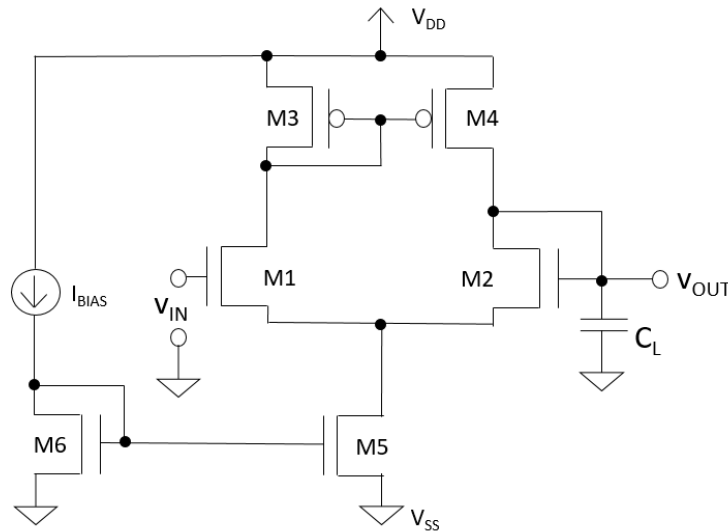 V_DD
M3
M4
M1
M2
I_BIAS
v_IN
v_OUT
C_L
M6
M5
V_SS